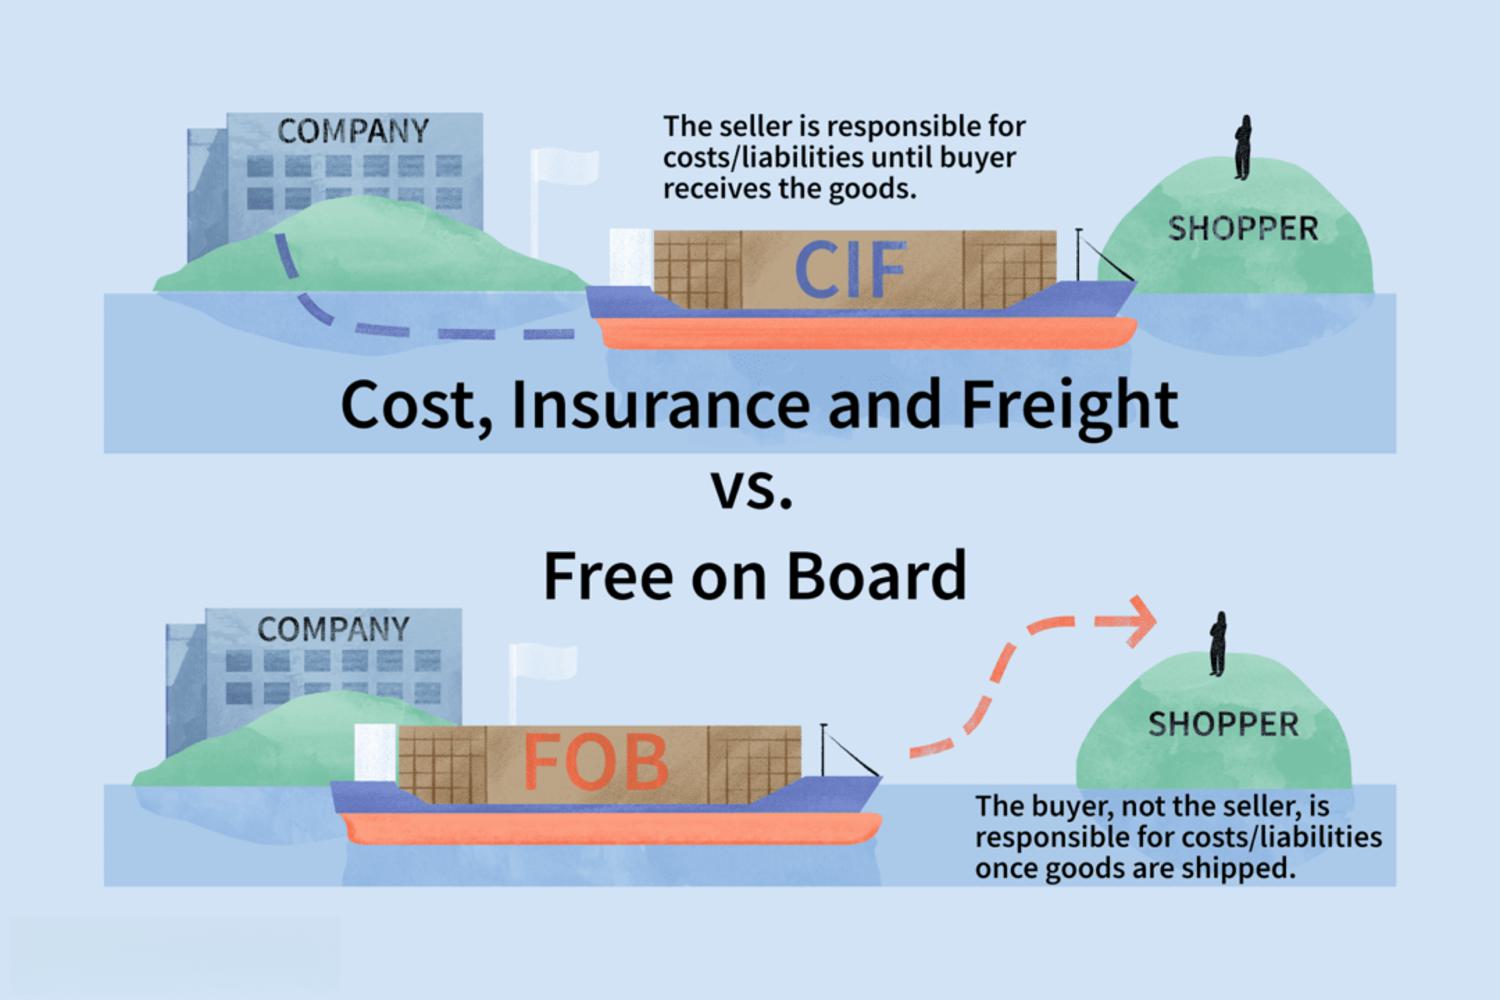 COMPANY
The seller is responsible for
costs/liabilities until buyer
receives the goods.
SHOPPER
CIF
Cost, Insurance and Freight
vs.
Free on Board
COMPANY
SHOPPER
FOB
The buyer, not the seller, is
responsible for costs/liabilities
once goods are shipped.